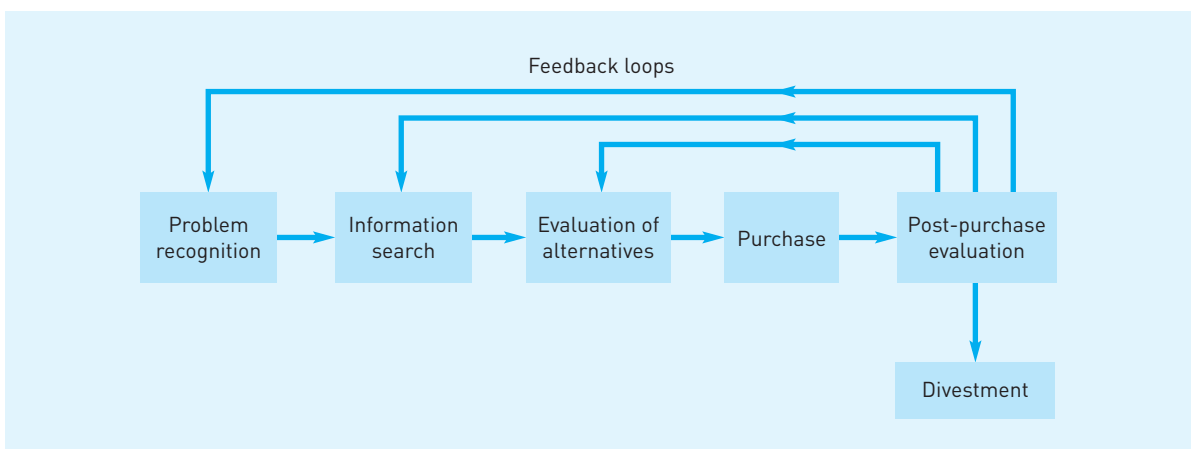 Feedback loops
Problem
recognition
Information
search
Evaluation of
alternatives
Purchase
Post-purchase
evaluation
Divestment